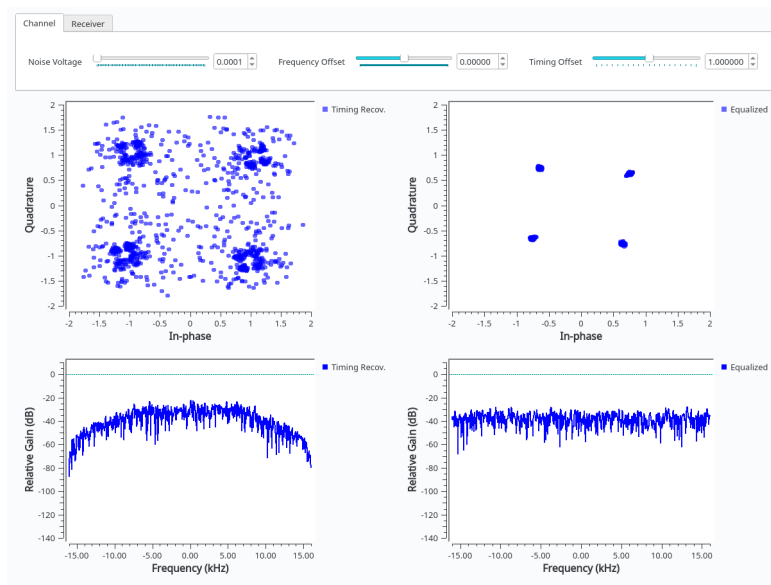 Channel Receiver
Noise Voltage 0.0001 Frequency Offset 0.00000 Timing Offset 1.000000
2
1.5
1
0.5
0
-0.5
-1
-1.5
-2
Quadrature
-2 -1.5 -1 -0.5 0 0.5 1 1.5 2
In-phase
Timing Recov.
2
1.5
1
0.5
0
-0.5
-1
-1.5
-2
Quadrature
-2 -1.5 -1 -0.5 0 0.5 1 1.5 2
In-phase
Equalized
0
-20
-40
-60
-80
-100
-120
-140
Relative Gain (dB)
-15.00 -10.00 -5.00 0.00 5.00 10.00 15.00
Frequency (kHz)
Timing Recov.
0
-20
-40
-60
-80
-100
-120
-140
Relative Gain (dB)
-15.00 -10.00 -5.00 0.00 5.00 10.00 15.00
Frequency (kHz)
Equalized